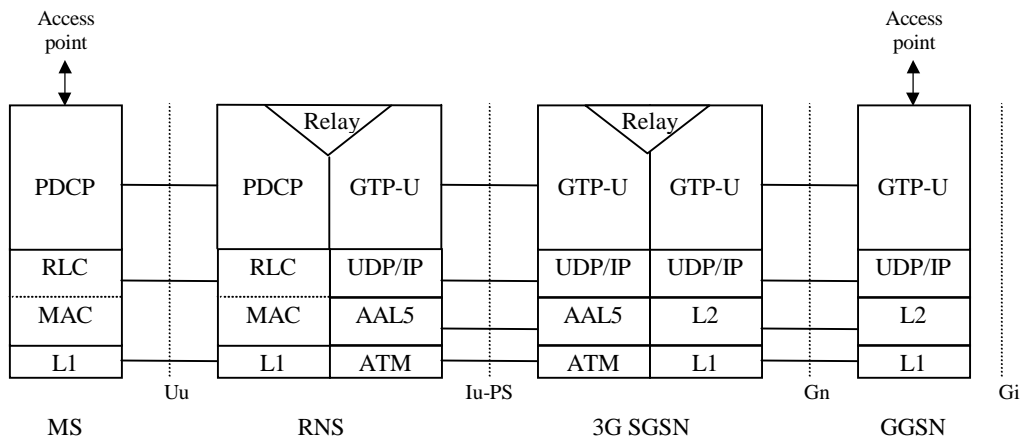 Access
point
Access
point
Relay
Relay
PDCP
PDCP
GTP-U
GTP-U
GTP-U
GTP-U
RLC
RLC
UDP/IP
UDP/IP
UDP/IP
UDP/IP
MAC
MAC
AAL5
AAL5
L2
L2
L1
L1
ATM
ATM
L1
L1
Uu
Iu-PS
Gn
Gi
MS
RNS
3G SGSN
GGSN